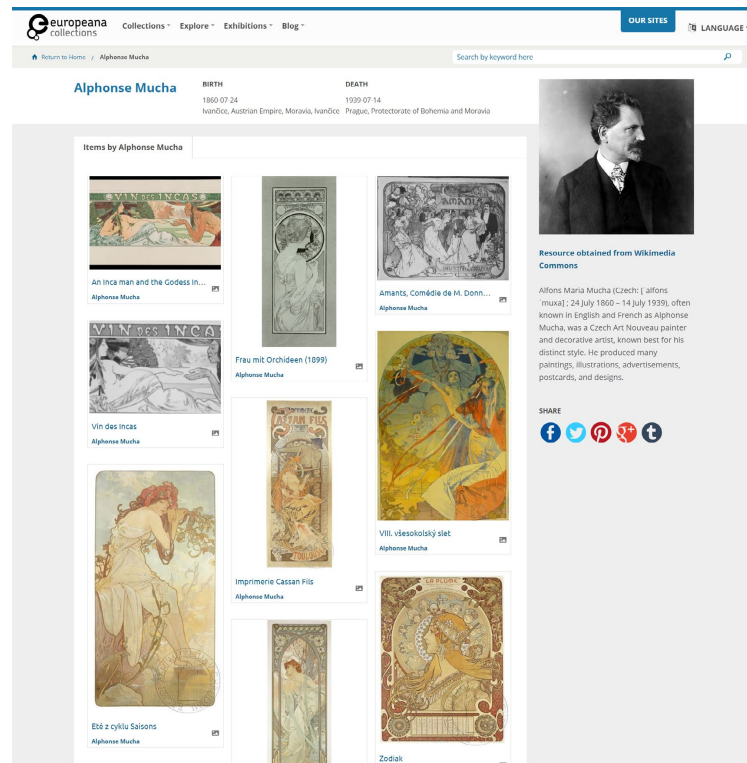 europeana
collections
Collections
Explore
Exhibitions
Blog
OUR SITES
LANGUAGE
Return to Home / Alphonse Mucha
Search by keyword here
Alphonse Mucha
BIRTH
1860-07-24
Ivančice, Austrian Empire, Moravia, Ivančice
DEATH
1939-07-14
Prague, Protectorate of Bohemia and Moravia
Items by Alphonse Mucha
VIN DES INCAS
An Inca man and the Godess In...
Alphonse Mucha
VIN DES INCAS
Vin des Incas
Alphonse Mucha
Eté z cyklu Saisons
Alphonse Mucha
Frau mit Orchideen (1899)
Alphonse Mucha
IMPRIMERIE
CASSAN FILS
TOULOUSE
Imprimerie Cassan Fils
Alphonse Mucha
AMANTS
Amants, Comédie de M. Donn...
Alphonse Mucha
VIII. všesokolský slet
Alphonse Mucha
LA PLUME
Zodiak
Resource obtained from Wikimedia
Commons
Alfons Maria Mucha (Czech: [ˈalfons
ˈmuxa] ; 24 July 1860 – 14 July 1939), often
known in English and French as Alphonse
Mucha, was a Czech Art Nouveau painter
and decorative artist, known best for his
distinct style. He produced many
paintings, illustrations, advertisements,
postcards, and designs.
SHARE